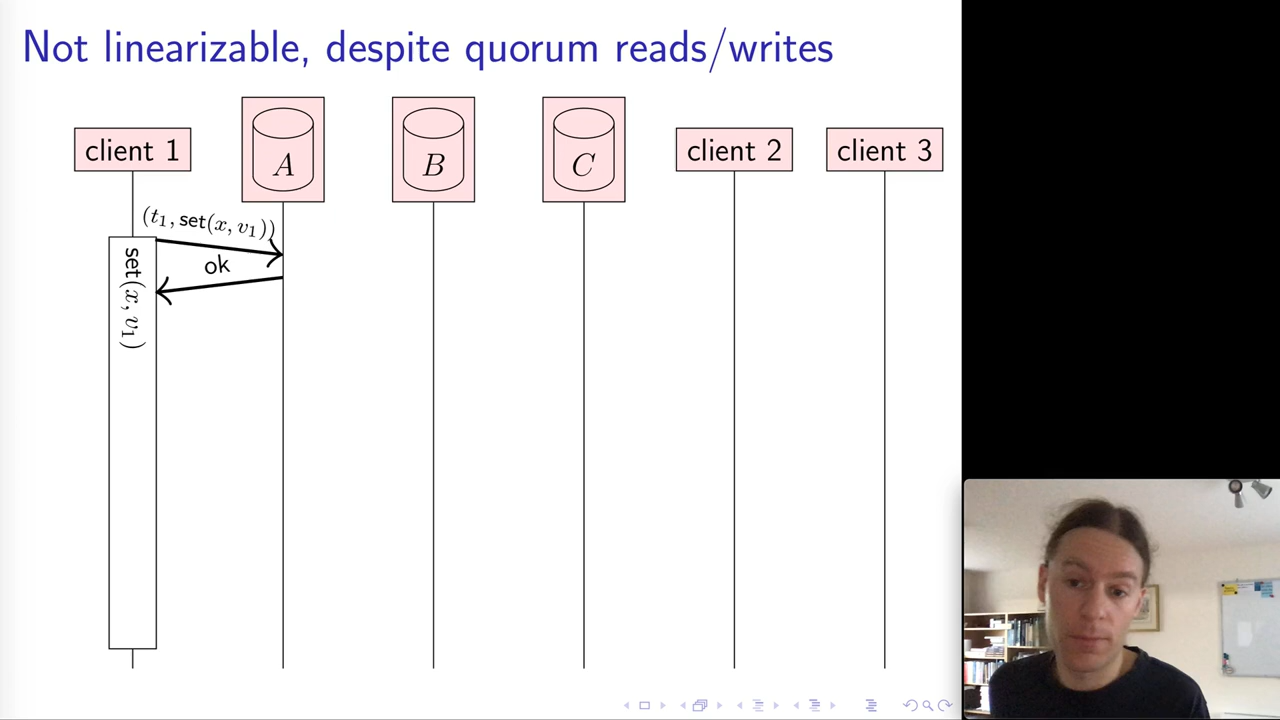 Not linearizable, despite quorum reads/writes
client 1
A
B
C
client 2
client 3
(t₁, set(x, v₁))
ok
set(x, v₁)